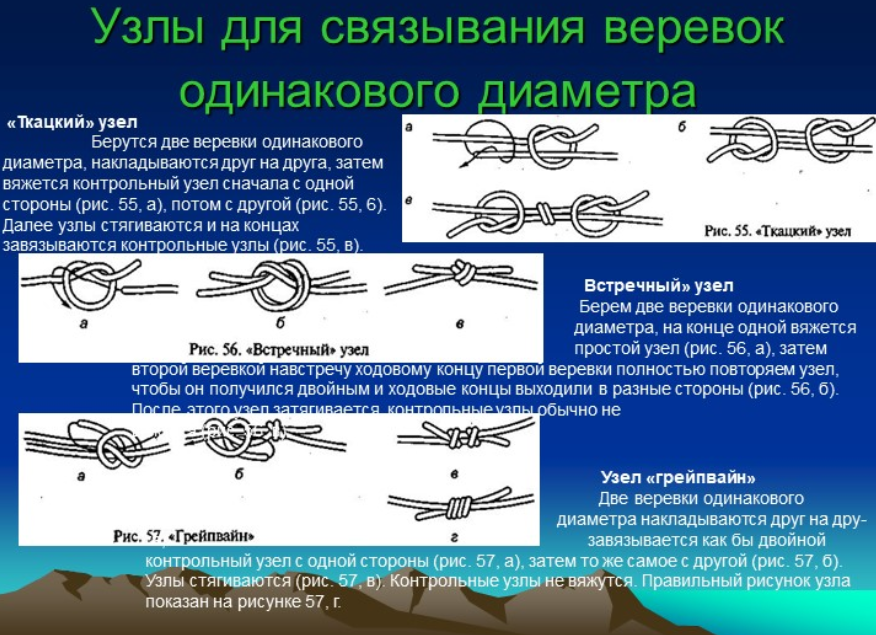 Узлы для связывания веревок
одинакового диаметра
«Ткацкий» узел
Берутся две веревки одинакового
диаметра, накладываются друг на друга, затем
вяжется контрольный узел сначала с одной
стороны (рис. 55, а), потом с другой (рис. 55, 6).
Далее узлы стягиваются и на концах
завязываются контрольные узлы (рис. 55, в).
а
б
в
Рис. 55. «Ткацкий» узел
а
б
в
Рис. 56. «Встречный» узел
Встречный» узел
Берем две веревки одинакового
диаметра, на конце одной вяжется
простой узел (рис. 56, а), затем
второй веревкой навстречу ходовому концу первой веревки полностью повторяем узел,
чтобы он получился двойным и ходовые концы выходили в разные стороны (рис. 56, б).
После этого узел затягивается, контрольные узлы обычно не
а
б
в
г
Рис. 57. «Грейпвайн»
Узел «грейпвайн»
Две веревки одинакового
диаметра накладываются друг на дру-
завязывается как бы двойной
контрольный узел с одной стороны (рис. 57, а), затем то же самое с другой (рис. 57, б).
Узлы стягиваются (рис. 57, в). Контрольные узлы не вяжутся. Правильный рисунок узла
показан на рисунке 57, г.